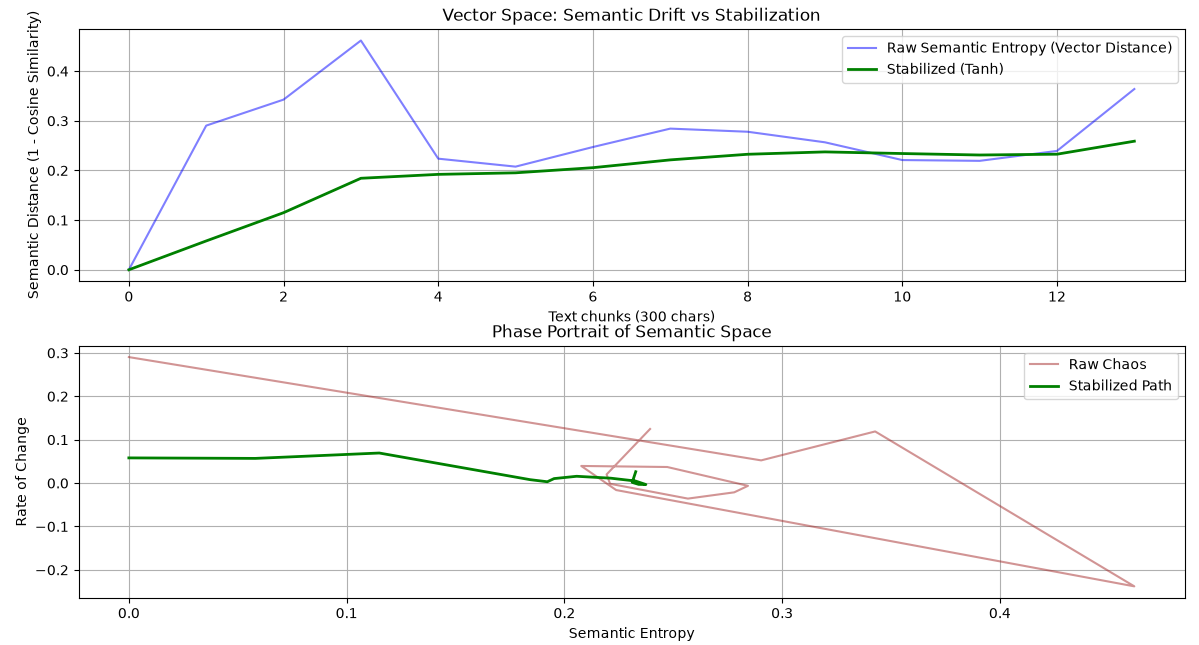 Vector Space: Semantic Drift vs Stabilization
Semantic Distance (1 - Cosine Similarity)
0.4
0.3
0.2
0.1
0.0
Raw Semantic Entropy (Vector Distance)
Stabilized (Tanh)
0 2 4 6 8 10 12
Text chunks (300 chars)
Phase Portrait of Semantic Space
Rate of Change
0.3
0.2
0.1
0.0
−0.1
−0.2
Raw Chaos
Stabilized Path
0.0 0.1 0.2 0.3 0.4
Semantic Entropy